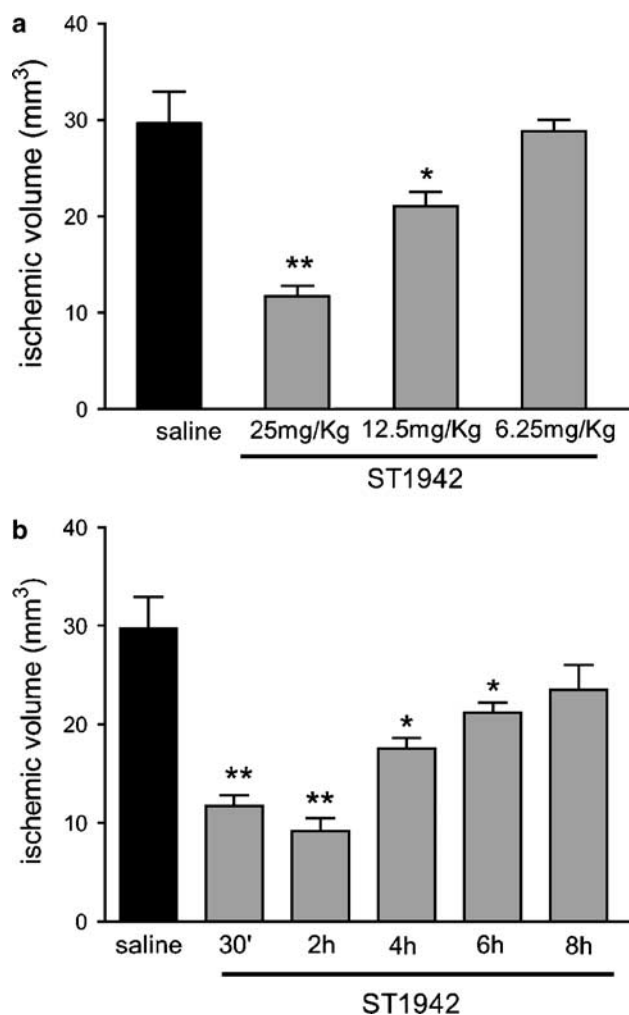 a
ischemic volume (mm³)
40
30
20
10
0
**
*
saline 25mg/Kg 12.5mg/Kg 6.25mg/Kg
ST1942
b
ischemic volume (mm³)
40
30
20
10
0
**
**
*
*
saline 30' 2h 4h 6h 8h
ST1942